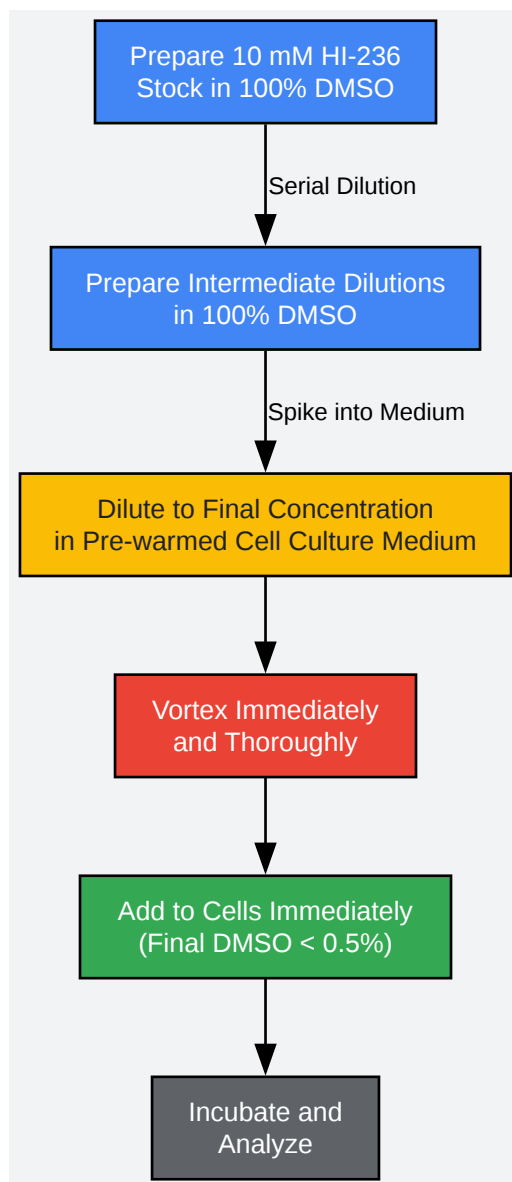 Prepare 10 mM HI-236
Stock in 100% DMSO
Serial Dilution
Prepare Intermediate Dilutions
in 100% DMSO
Spike into Medium
Dilute to Final Concentration
in Pre-warmed Cell Culture Medium
Vortex Immediately
and Thoroughly
Add to Cells Immediately
(Final DMSO < 0.5%)
Incubate and
Analyze